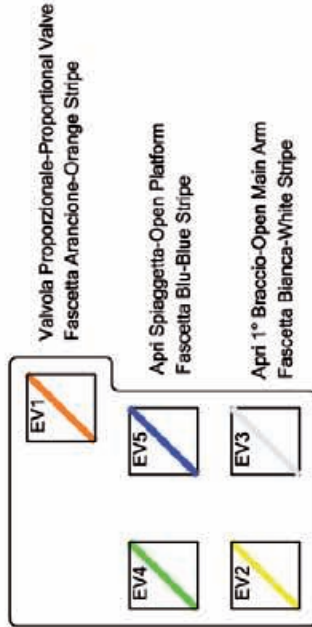 Valvola Proporzionale-Proportional Valve
Fascetta Arancione-Orange Stripe
EV1
Apri Spiaggetta-Open Platform
Fascetta Blu-Blue Stripe
EV4
EV5
Apri 1° Braccio-Open Main Arm
Fascetta Bianca-White Stripe
EV2
EV3